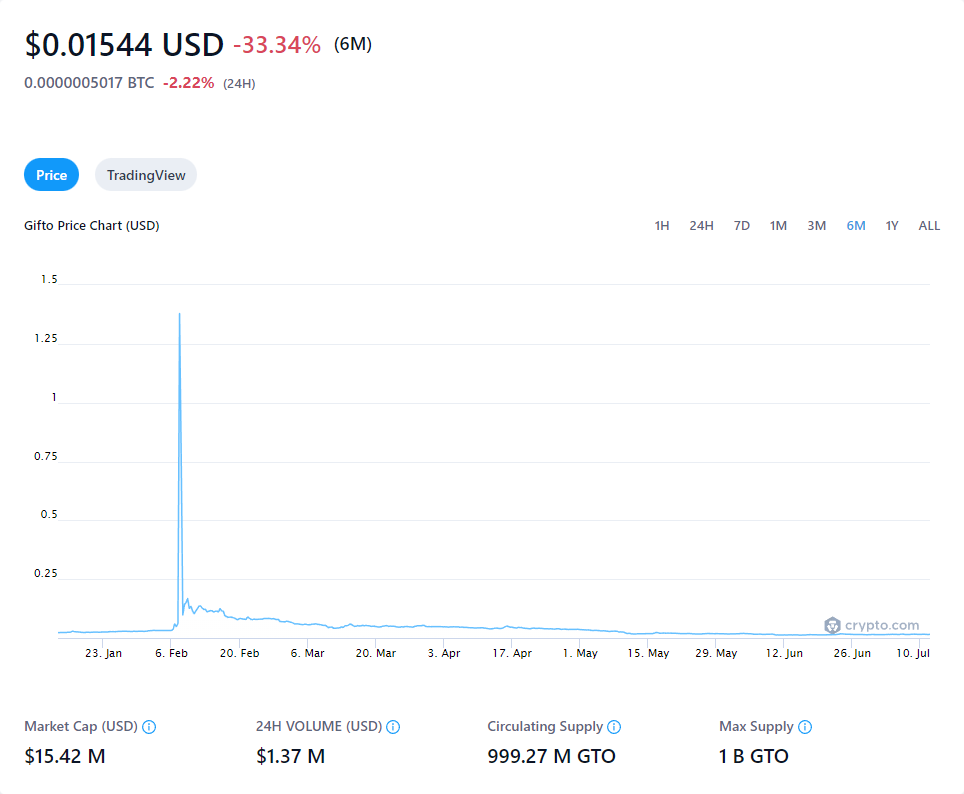 $0.01544 USD -33.34% (6M)
0.0000005017 BTC -2.22% (24H)
Price TradingView
Gifto Price Chart (USD) 1H 24H 7D 1M 3M 6M 1Y ALL
1.5
1.25
1
0.75
0.5
0.25
crypto.com
23. Jan 6. Feb 20. Feb 6. Mar 20. Mar 3. Apr 17. Apr 1. May 15. May 29. May 12. Jun 26. Jun 10. Jul
Market Cap (USD) 24H VOLUME (USD) Circulating Supply Max Supply
$15.42 M $1.37 M 999.27 M GTO 1 B GTO